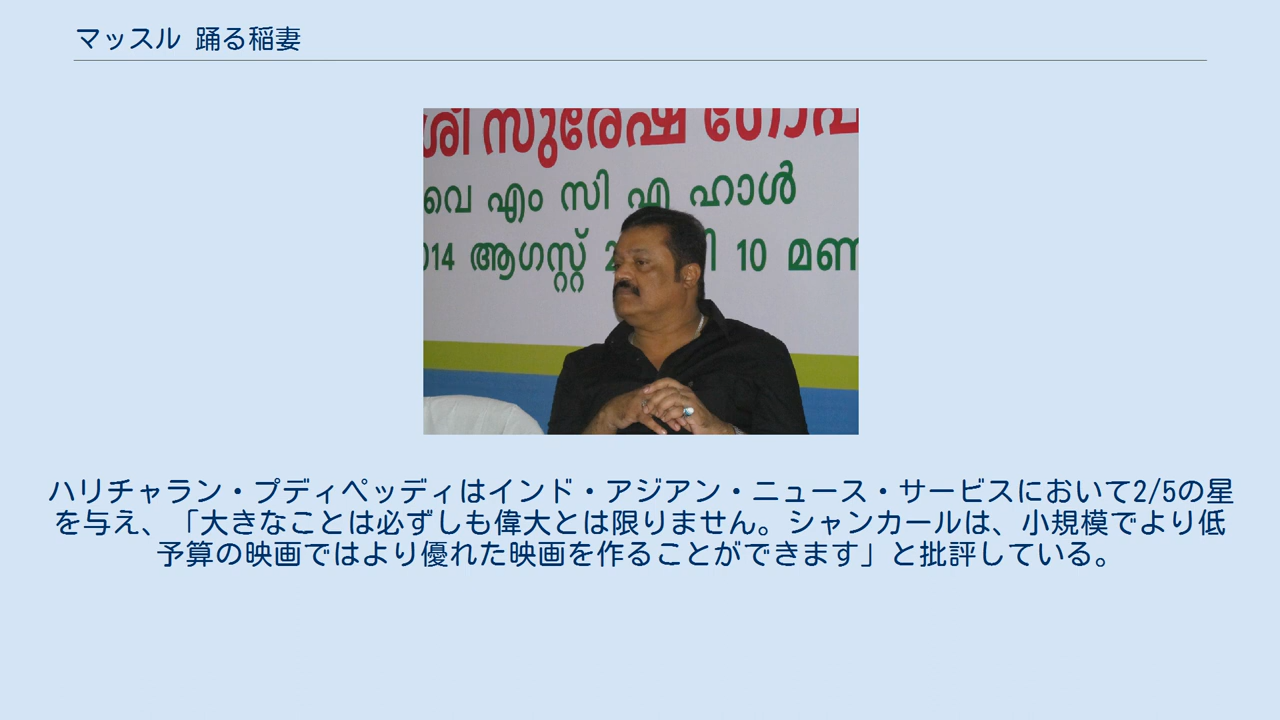 マッスル 踊る稲妻
ശ്രീ സുരേഷ് ഗോപ
വൈ എം സി എ ഹാൾ
014 ആഗസ്റ്റ് 2 10 മണ
ハリチャラン・プディペッディはインド・アジアン・ニュース・サービスにおいて2/5の星
を与え、「大きなことは必ずしも偉大とは限りません。シャンカールは、小規模でより低
予算の映画ではより優れた映画を作ることができます」と批評している。